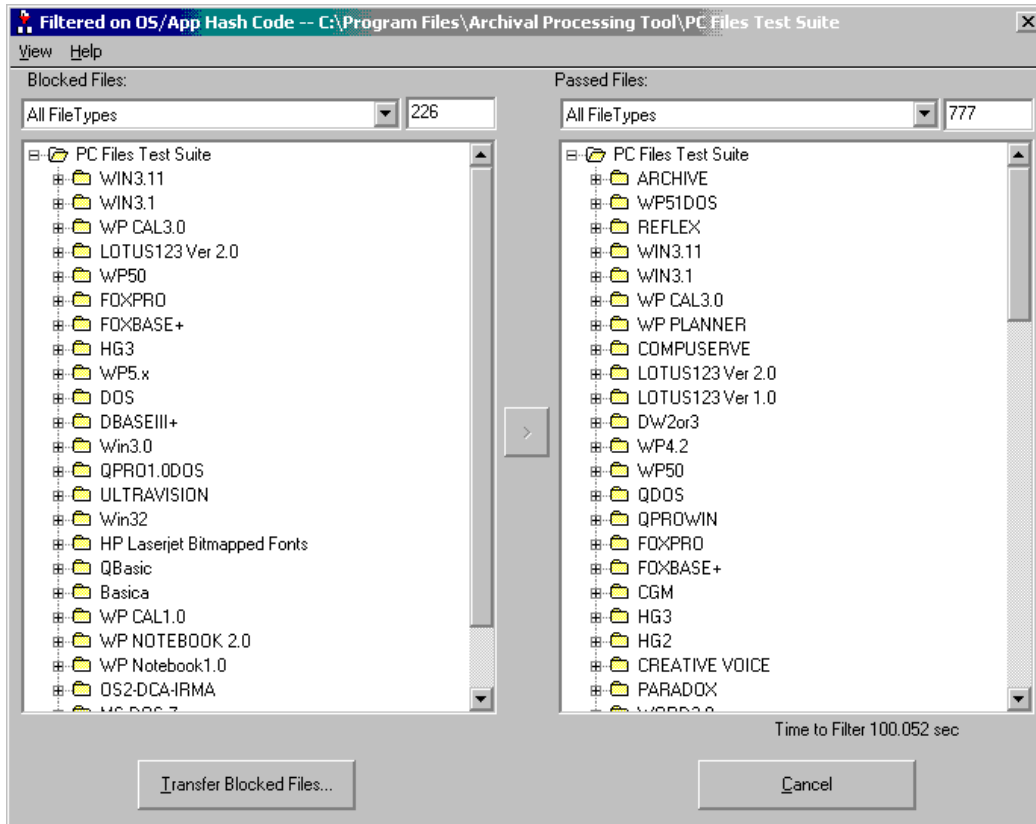 Filtered on OS/App Hash Code -- C:\Program Files\Archival Processing Tool\PC Files Test Suite
View Help
Blocked Files:
All FileTypes
226
PC Files Test Suite
WIN3.11
WIN3.1
WP CAL3.0
LOTUS123 Ver 2.0
WP50
FOXPRO
FOXBASE+
HG3
WP5.x
DOS
DBASEIII+
Win3.0
QPRO1.0DOS
ULTRAVISION
Win32
HP Laserjet Bitmapped Fonts
QBasic
Basica
WP CAL1.0
WP NOTEBOOK 2.0
WP Notebook1.0
OS2-DCA-IRMA
MS-DOS 7
>
Passed Files:
All FileTypes
777
PC Files Test Suite
ARCHIVE
WP51DOS
REFLEX
WIN3.11
WIN3.1
WP CAL3.0
WP PLANNER
COMPUSERVE
LOTUS123 Ver 2.0
LOTUS123 Ver 1.0
DW2or3
WP4.2
WP50
QDOS
QPROWIN
FOXPRO
FOXBASE+
CGM
HG3
HG2
CREATIVE VOICE
PARADOX
Time to Filter 100.052 sec
Transfer Blocked Files...
Cancel